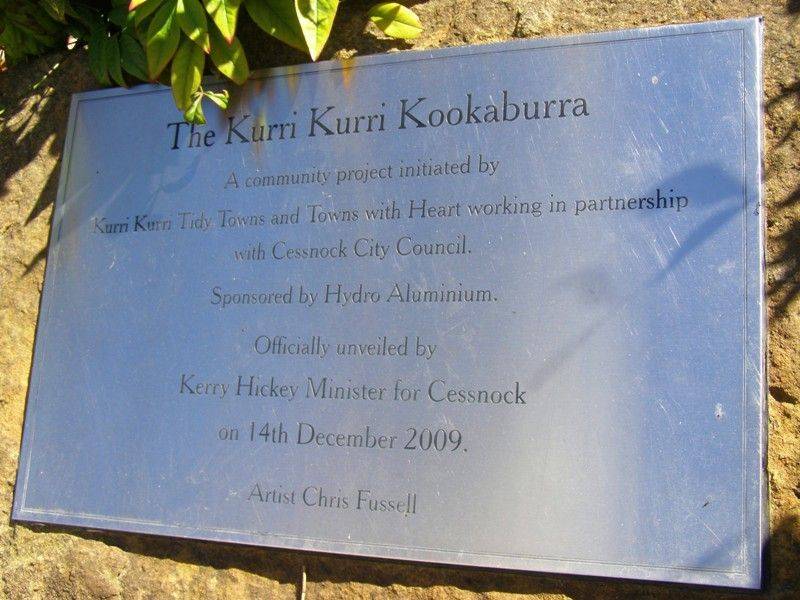 The Kurri Kurri Kookaburra
A community project initiated by
Kurri Kurri Tidy Towns and Towns with Heart working in partnership
with Cessnock City Council.
Sponsored by Hydro Aluminium.
Officially unveiled by
Kerry Hickey Minister for Cessnock
on 14th December 2009.
Artist Chris Fussell